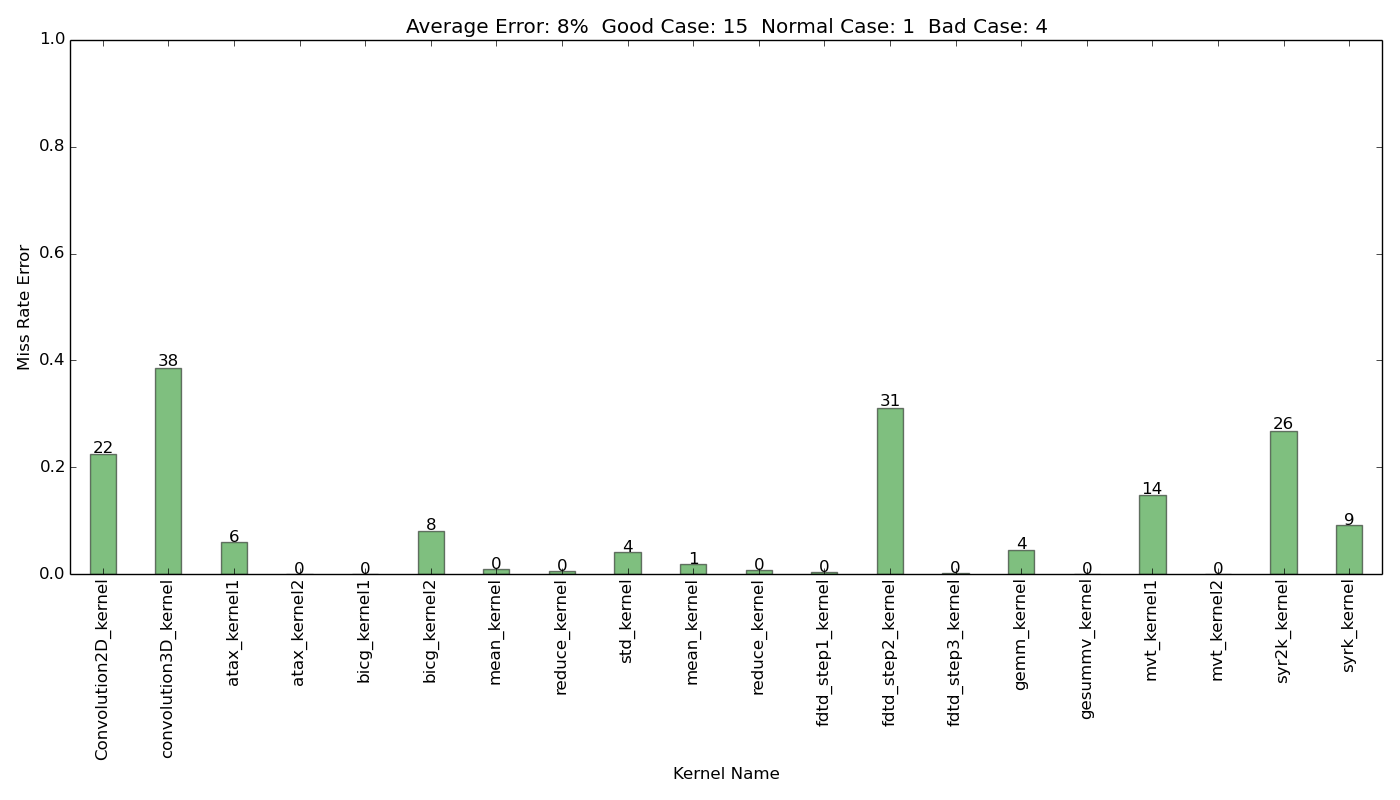 Average Error: 8%  Good Case: 15  Normal Case: 1  Bad Case: 4
1.0
0.8
0.6
0.4
0.2
0.0
Miss Rate Error
22
38
6
0
0
8
0
0
4
1
0
0
31
0
4
0
14
0
26
9
Convolution2D_kernel
convolution3D_kernel
atax_kernel1
atax_kernel2
bicg_kernel1
bicg_kernel2
mean_kernel
reduce_kernel
std_kernel
mean_kernel
reduce_kernel
fdtd_step1_kernel
fdtd_step2_kernel
fdtd_step3_kernel
gemm_kernel
gesummv_kernel
mvt_kernel1
mvt_kernel2
syr2k_kernel
syrk_kernel
Kernel Name